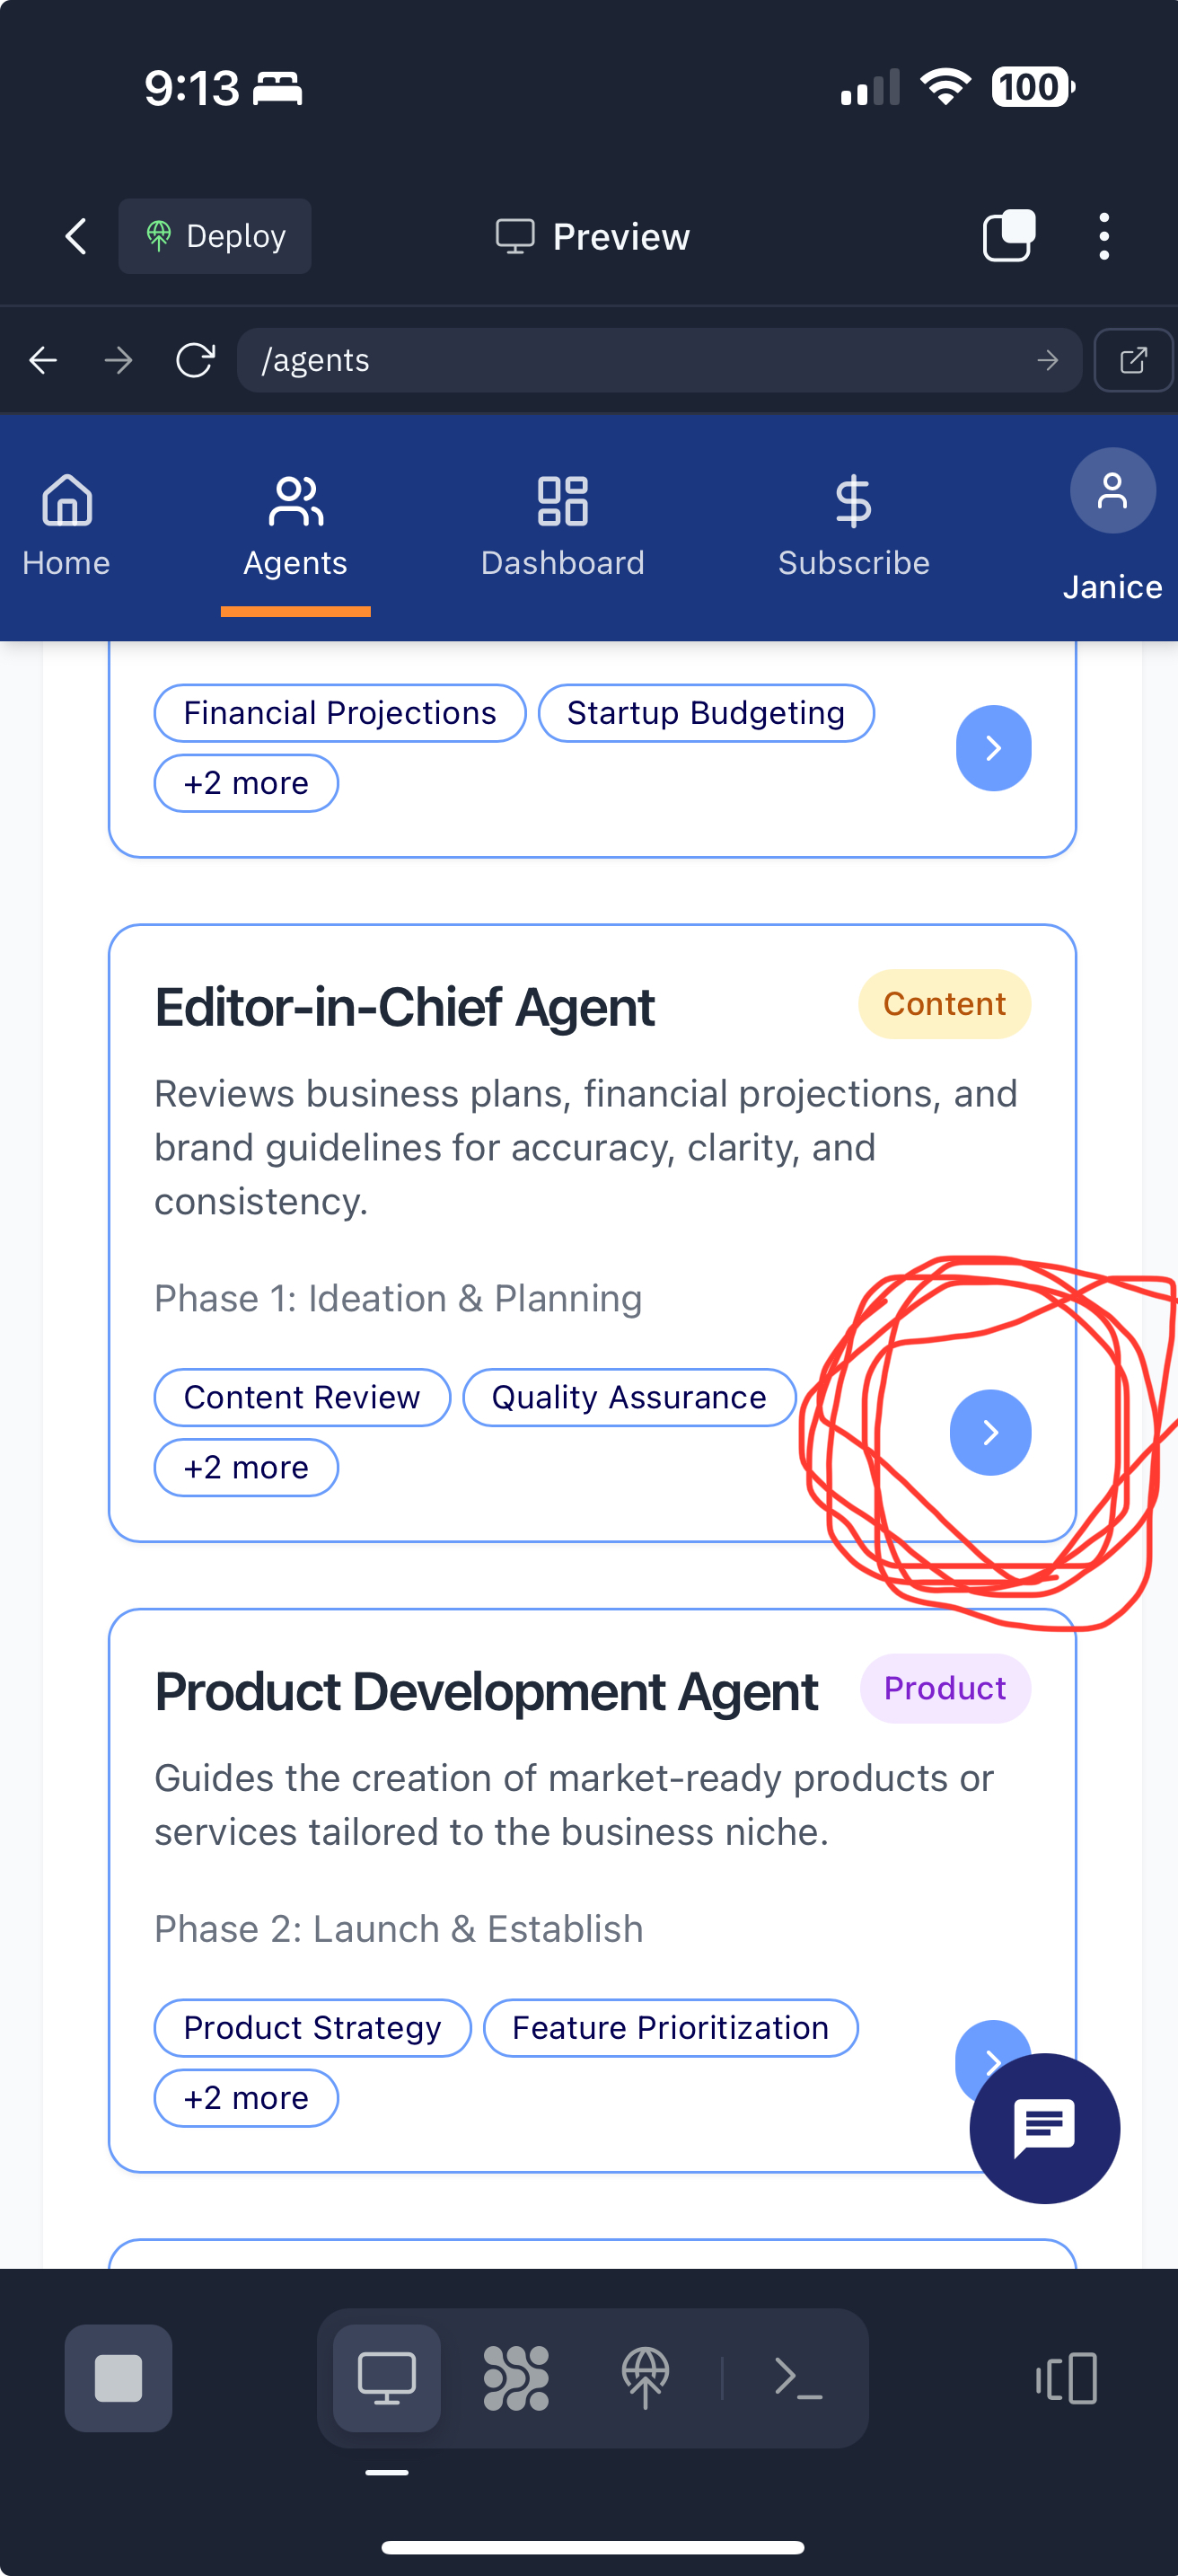 9:13
100
Deploy
Preview
/agents
Home
Agents
Dashboard
Subscribe
Janice
Financial Projections
Startup Budgeting
+2 more
Editor-in-Chief Agent
Content
Reviews business plans, financial projections, and
brand guidelines for accuracy, clarity, and
consistency.
Phase 1: Ideation & Planning
Content Review
Quality Assurance
+2 more
Product Development Agent
Product
Guides the creation of market-ready products or
services tailored to the business niche.
Phase 2: Launch & Establish
Product Strategy
Feature Prioritization
+2 more